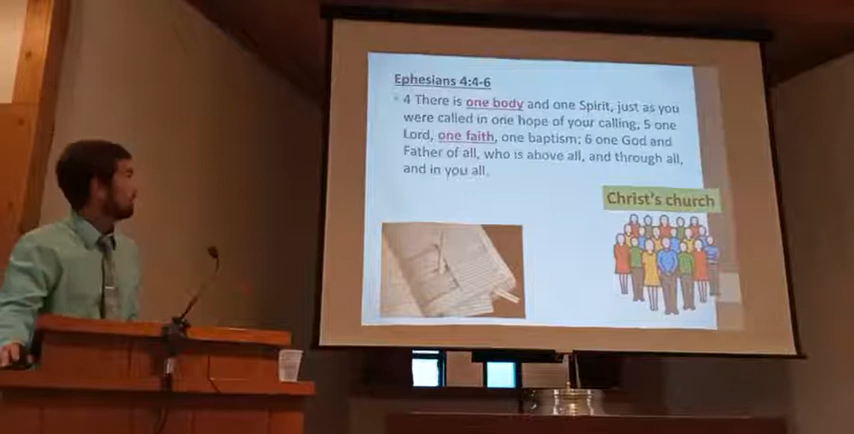 Ephesians 4:4-6
• 4 There is one body and one Spirit, just as you
were called in one hope of your calling, 5 one
Lord, one faith, one baptism; 6 one God and
Father of all, who is above all, and through all,
and in you all.
Christ's church